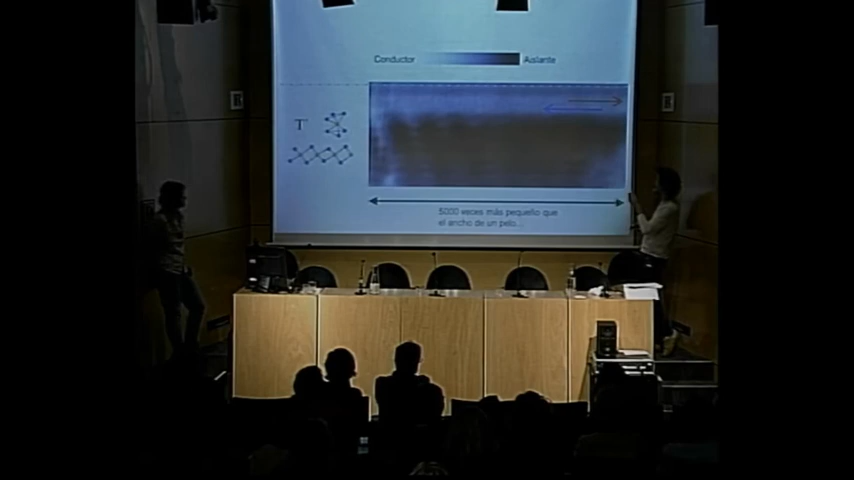 Conductor Aislante
T
5000 veces más pequeño que
el ancho de un pelo...